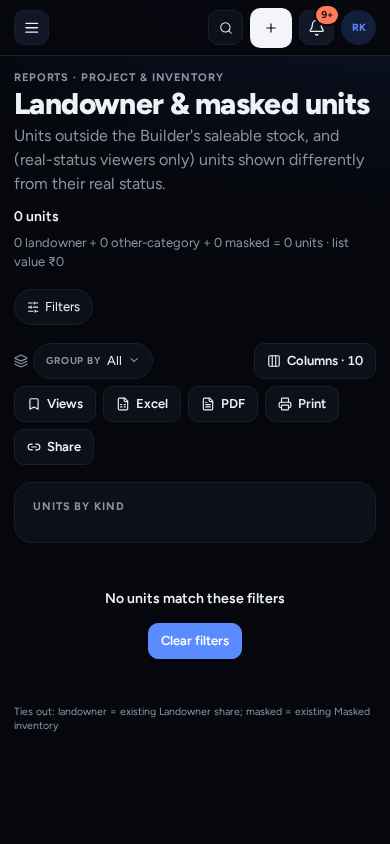 9+
RK
REPORTS · PROJECT & INVENTORY
Landowner & masked units
Units outside the Builder's saleable stock, and
(real-status viewers only) units shown differently
from their real status.
0 units
0 landowner + 0 other-category + 0 masked = 0 units · list
value ₹0
Filters
GROUP BY All
Columns · 10
Views
Excel
PDF
Print
Share
UNITS BY KIND
No units match these filters
Clear filters
Ties out: landowner = existing Landowner share; masked = existing Masked
inventory